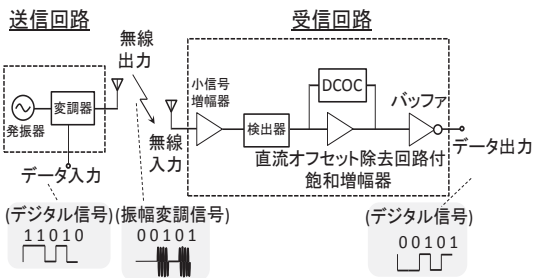 送信回路
受信回路
無線
出力
小信号
増幅器
DCOC
バッファ
変調器
発振器
検出器
無線
入力
直流オフセット除去回路付
飽和増幅器
データ出力
データ入力
(デジタル信号)
(振幅変調信号)
(デジタル信号)
11010
00101
00101